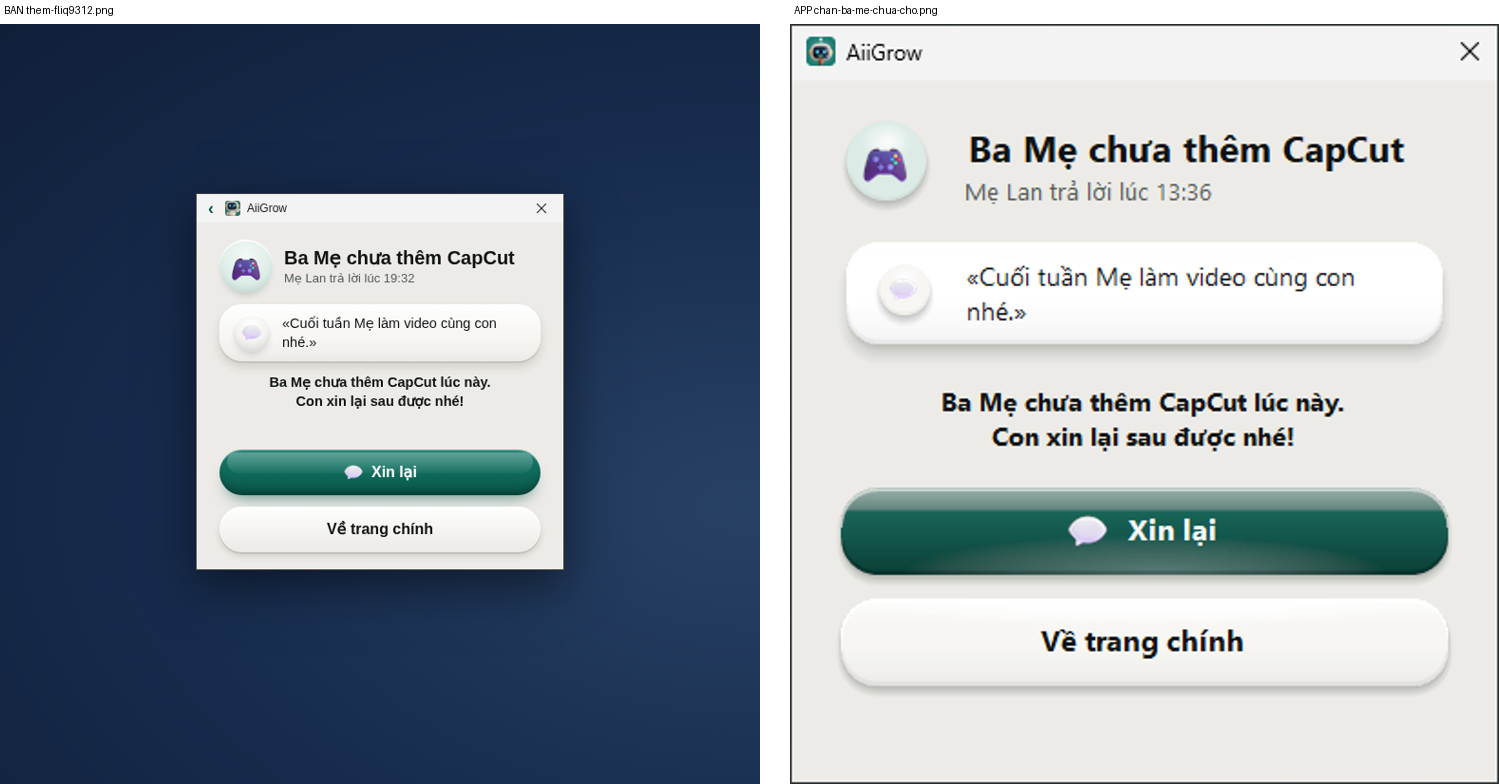 BAN them-fliq9312.png
AiiGrow
Ba Mẹ chưa thêm CapCut
Mẹ Lan trả lời lúc 19:32
«Cuối tuần Mẹ làm video cùng con
nhé.»
Ba Mẹ chưa thêm CapCut lúc này.
Con xin lại sau được nhé!
Xin lại
Về trang chính
APP chan-ba-me-chua-cho.png
AiiGrow
Ba Mẹ chưa thêm CapCut
Mẹ Lan trả lời lúc 13:36
«Cuối tuần Mẹ làm video cùng con
nhé.»
Ba Mẹ chưa thêm CapCut lúc này.
Con xin lại sau được nhé!
Xin lại
Về trang chính